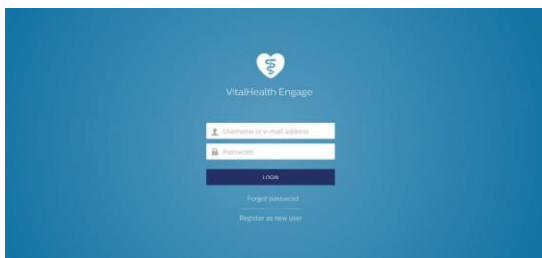 VitalHealth Engage
Username or e-mail address
Password
LOGIN
Forgot password
Register as new user